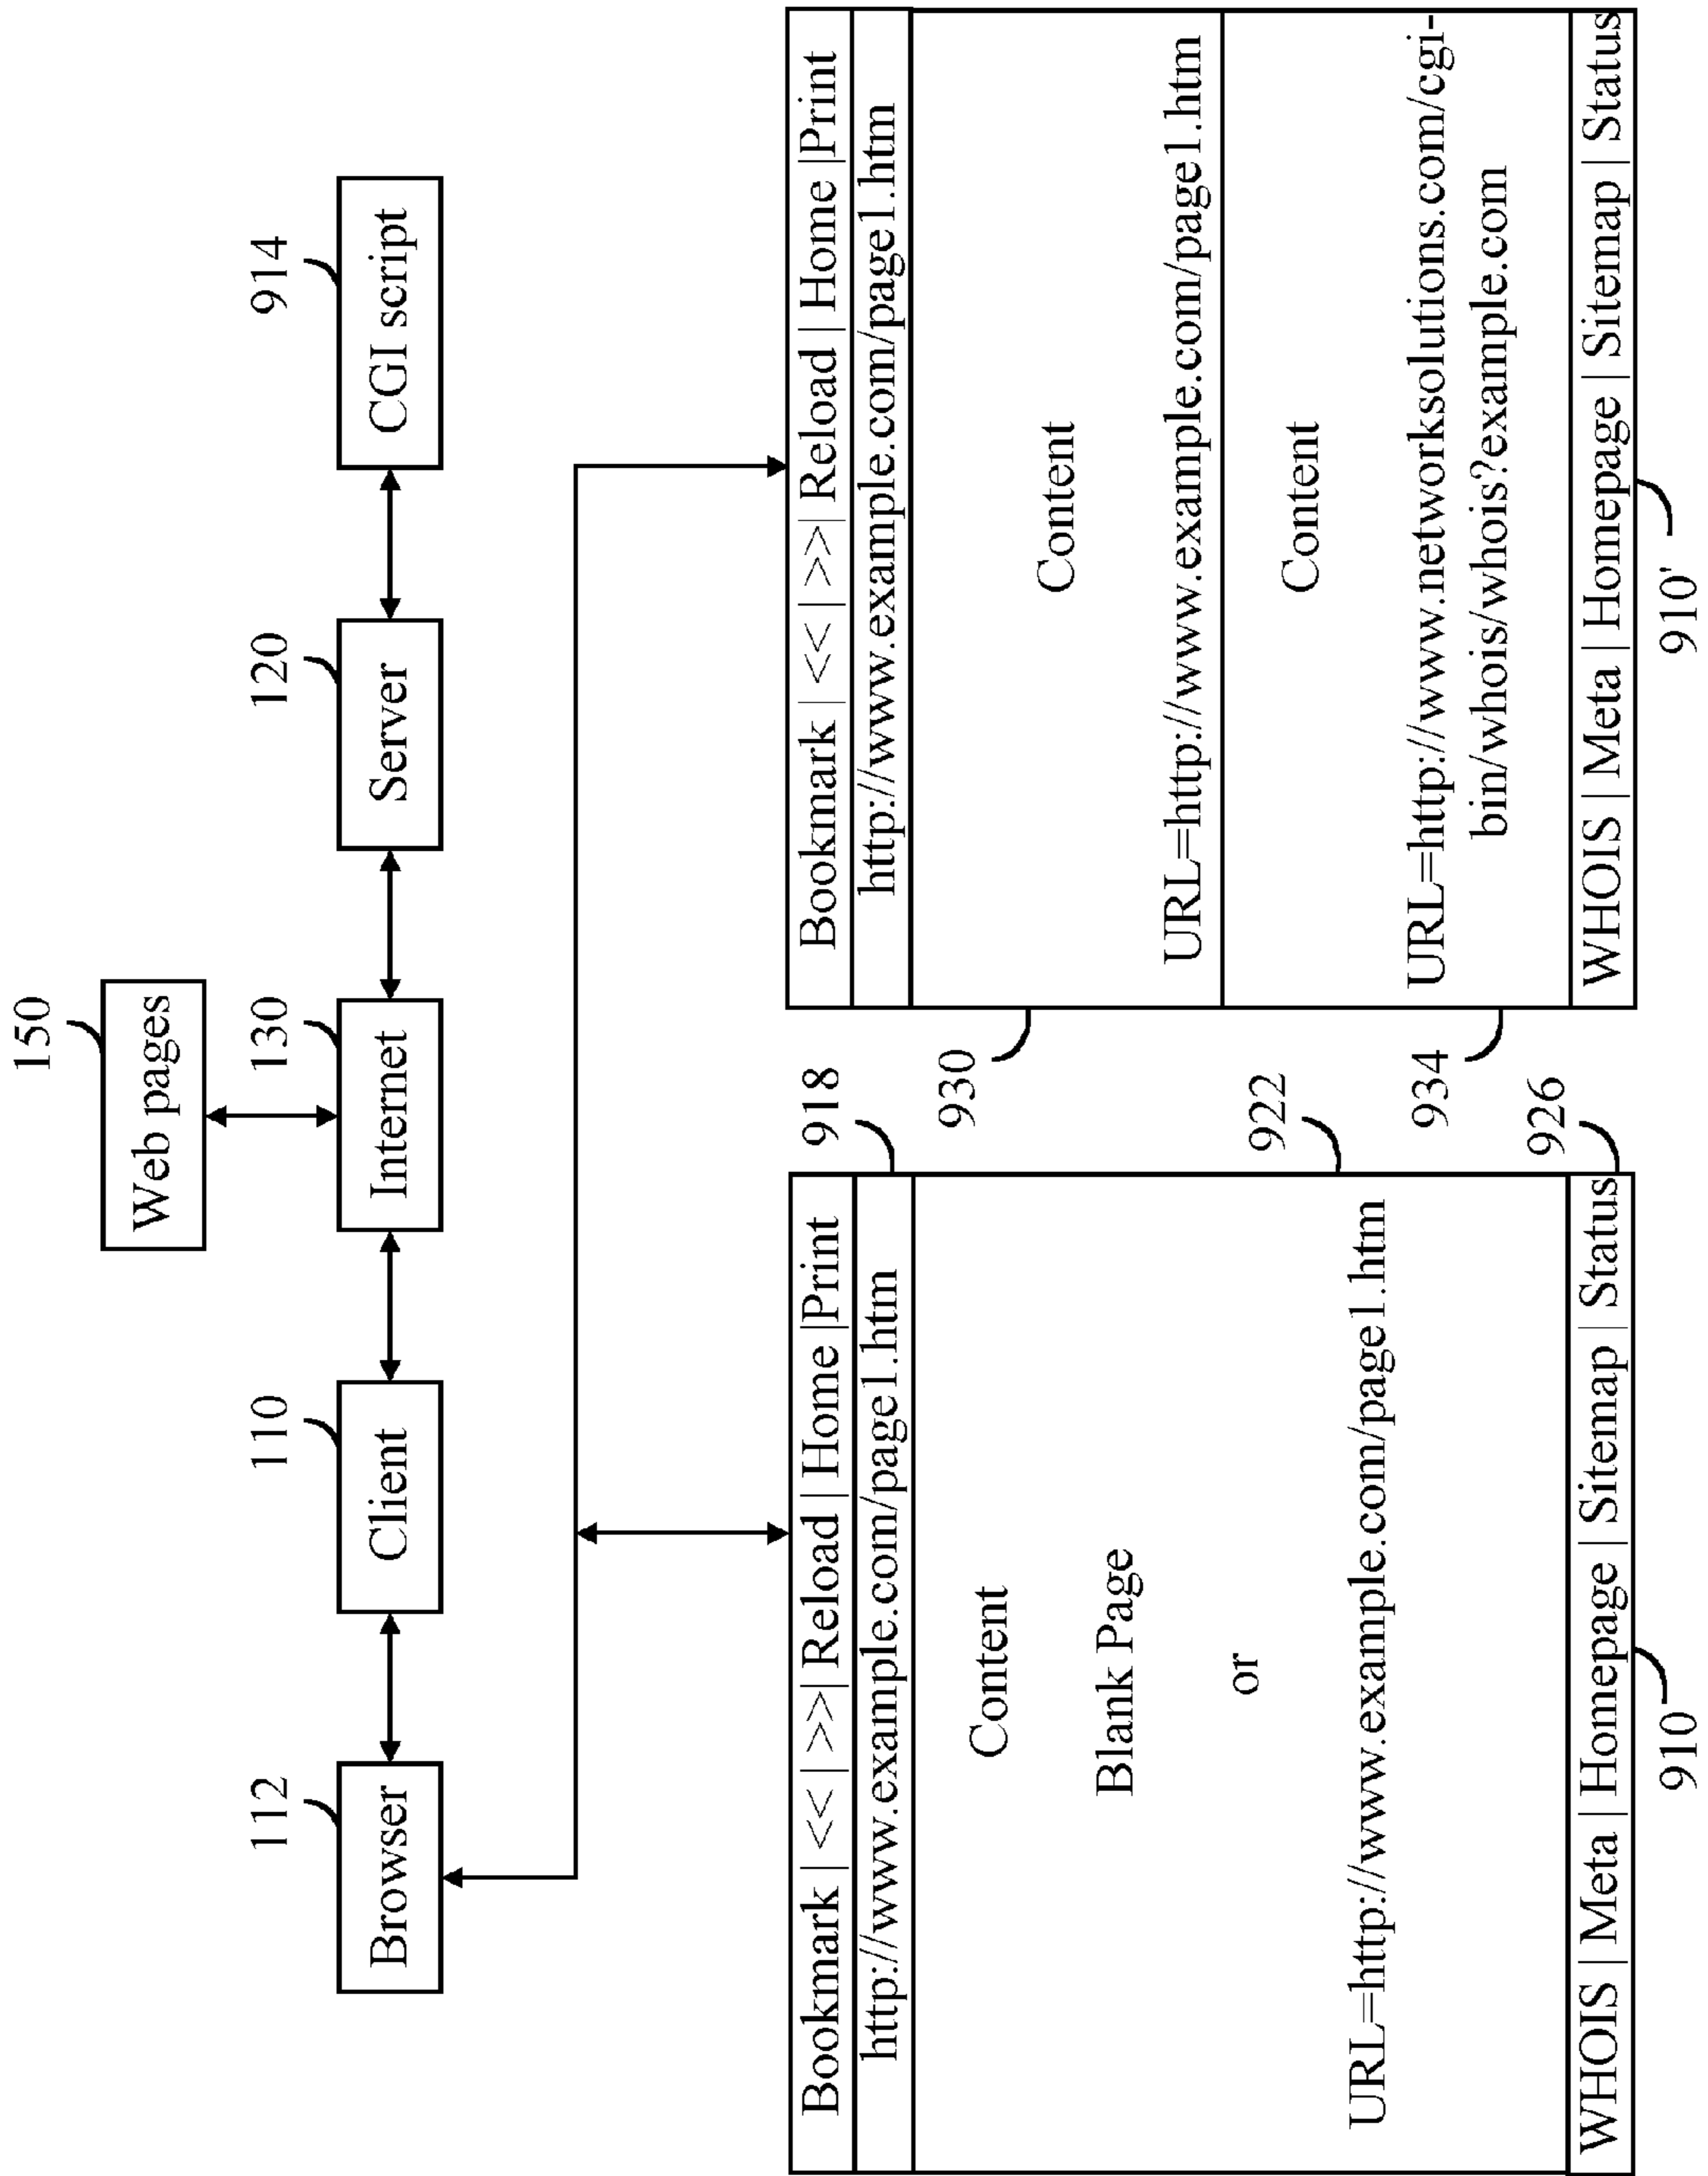 150
Web pages
112
110
130
120
914
Browser
Client
Internet
Server
CGI script
Bookmark | << | >>| Reload | Home |Print
http://www.example.com/page1.htm
918
Content
Blank Page
or
922
URL=http://www.example.com/page1.htm
926
WHOIS | Meta | Homepage | Sitemap | Status
910
Bookmark | << | >>| Reload | Home |Print
http://www.example.com/page1.htm
930
Content
URL=http://www.example.com/page1.htm
Content
934
URL=http://www.networksolutions.com/cgi-
bin/whois/whois?example.com
WHOIS | Meta | Homepage | Sitemap | Status
910'